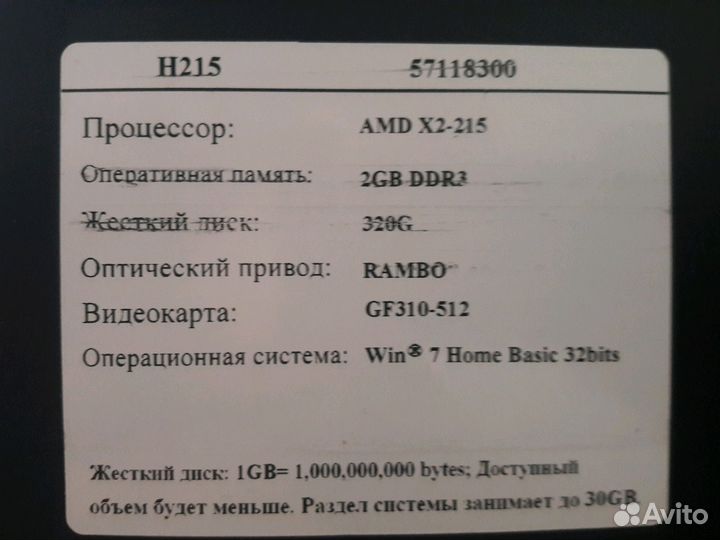 H215 57118300
Процессор: AMD X2-215
Оперативная память: 2GB DDR3
Жесткий диск: 320G
Оптический привод: RAMBO
Видеокарта: GF310-512
Операционная система: Win® 7 Home Basic 32bits
Жесткий диск: 1GB= 1,000,000,000 bytes; Доступный
объем будет меньше. Раздел системы занимает до 30GB.
Avito